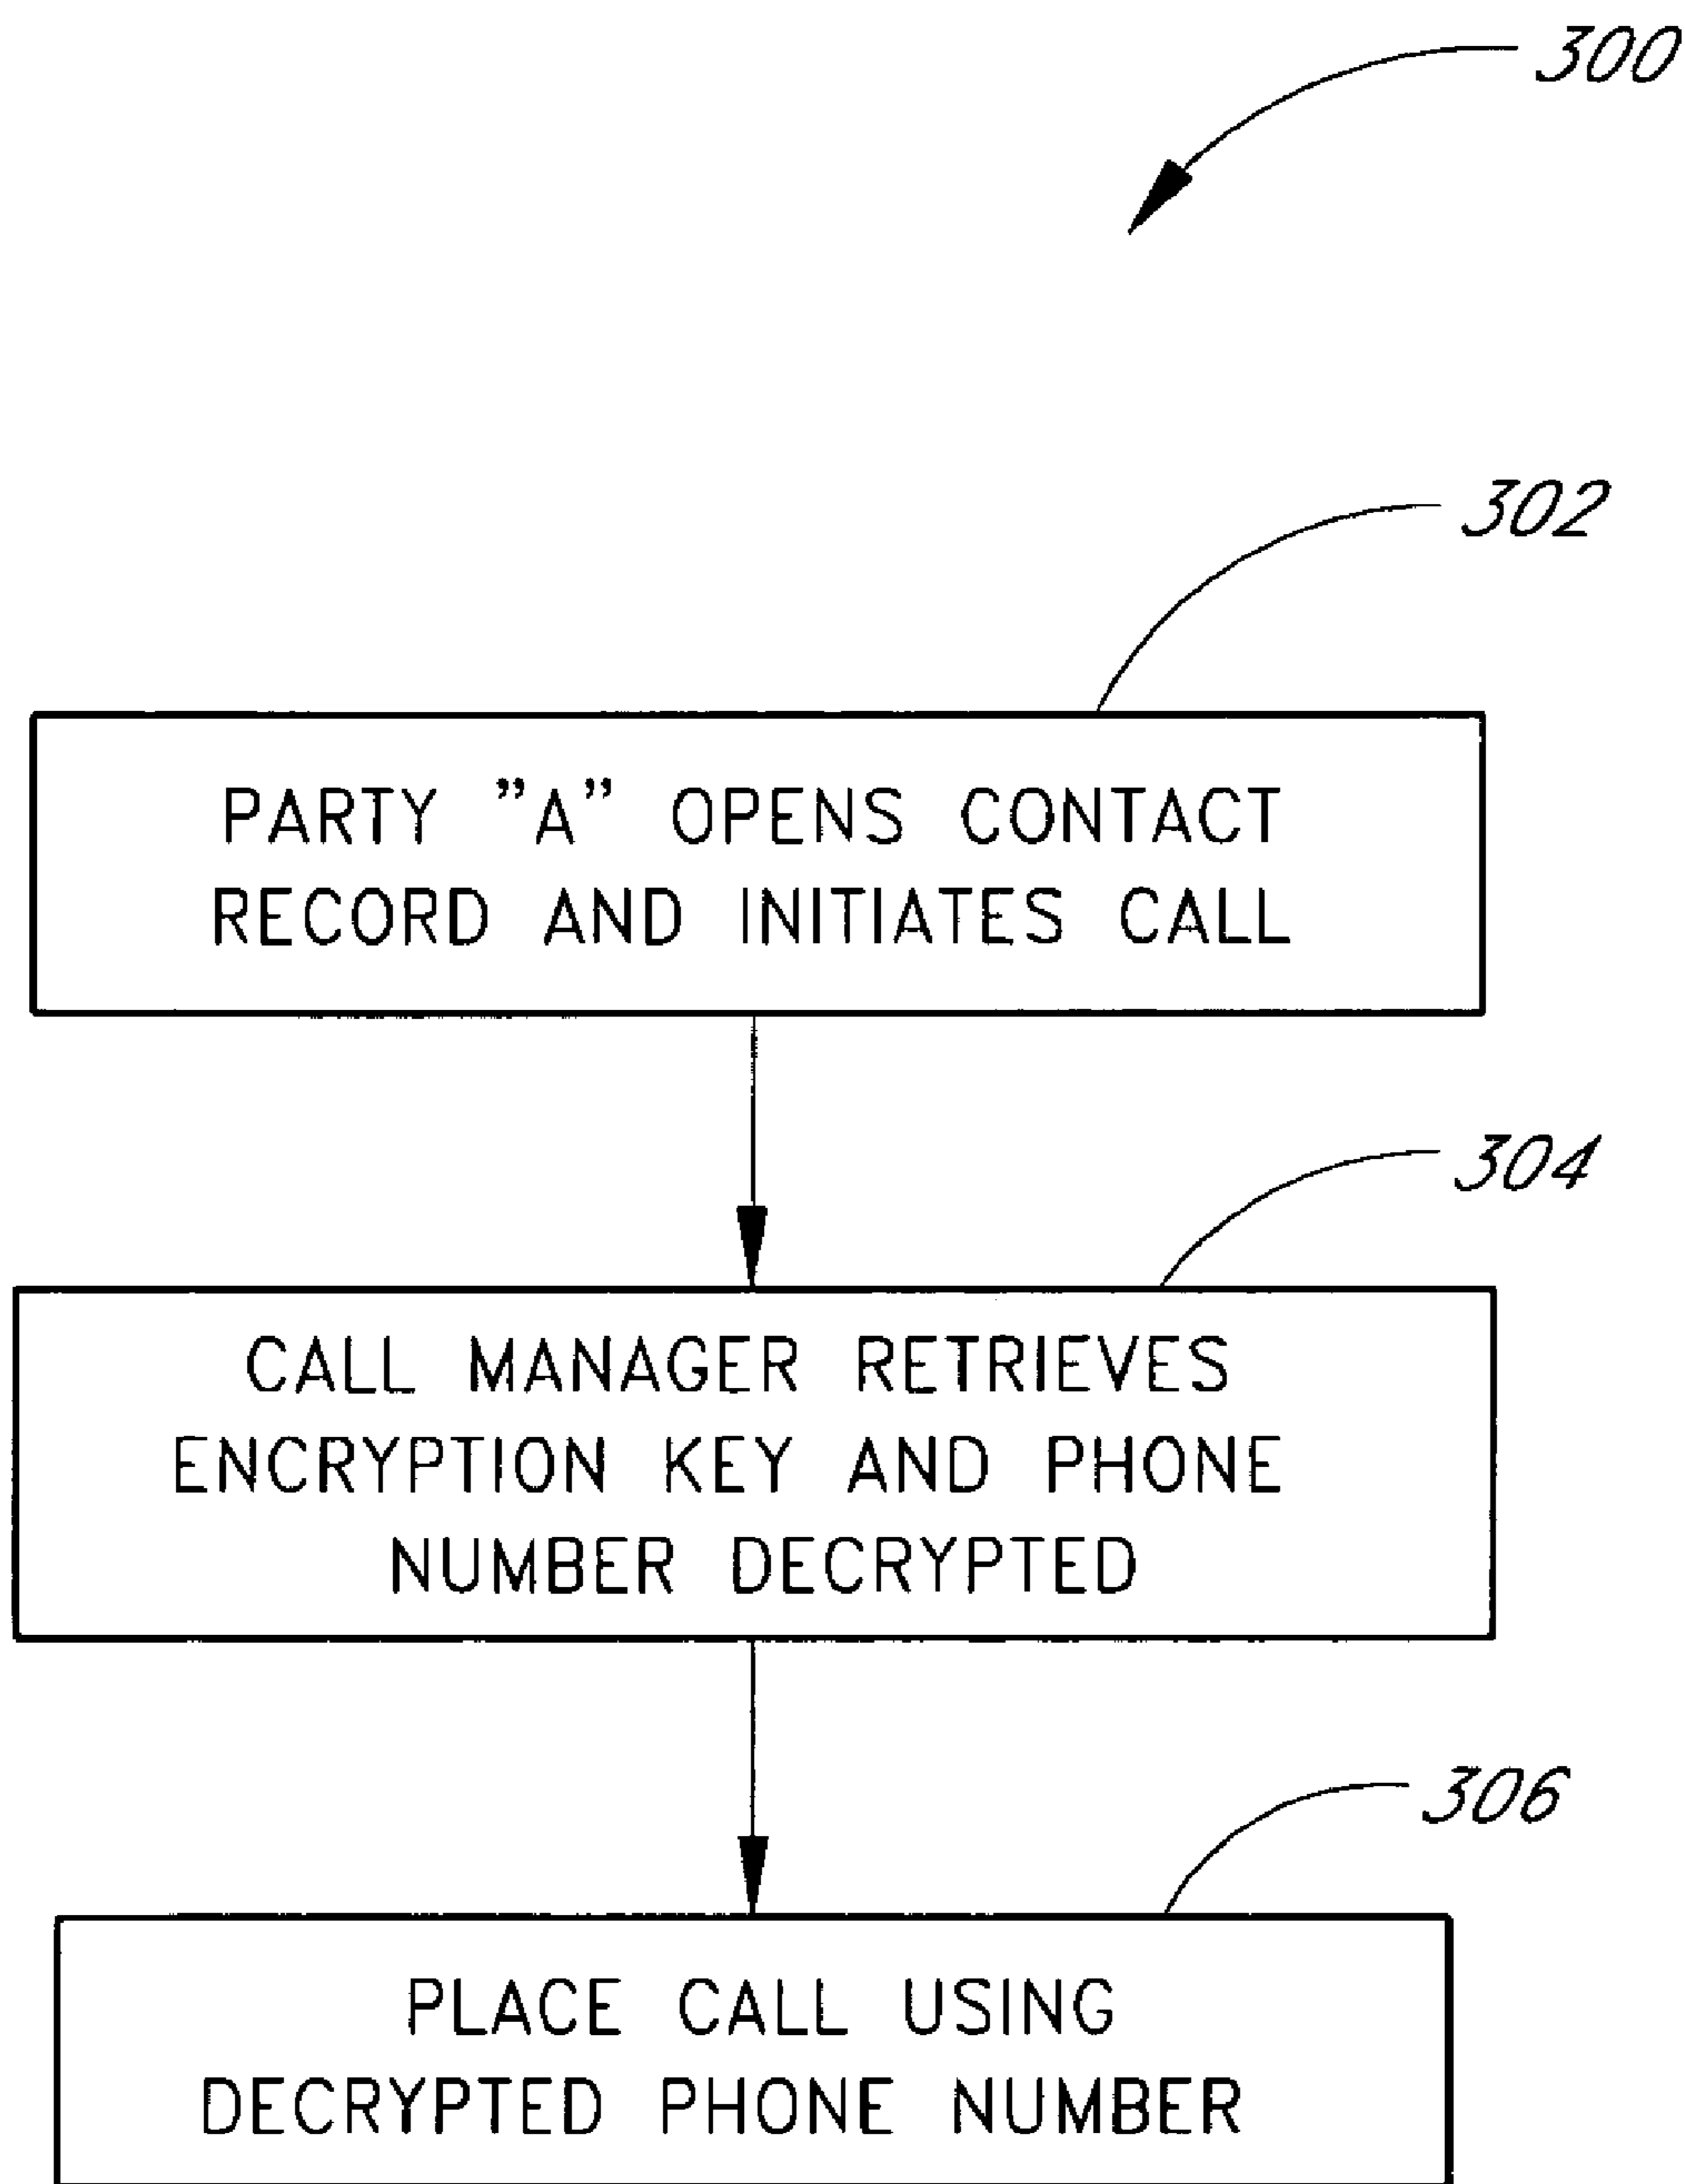 300
302
PARTY "A" OPENS CONTACT
RECORD AND INITIATES CALL
304
CALL MANAGER RETRIEVES
ENCRYPTION KEY AND PHONE
NUMBER DECRYPTED
306
PLACE CALL USING
DECRYPTED PHONE NUMBER